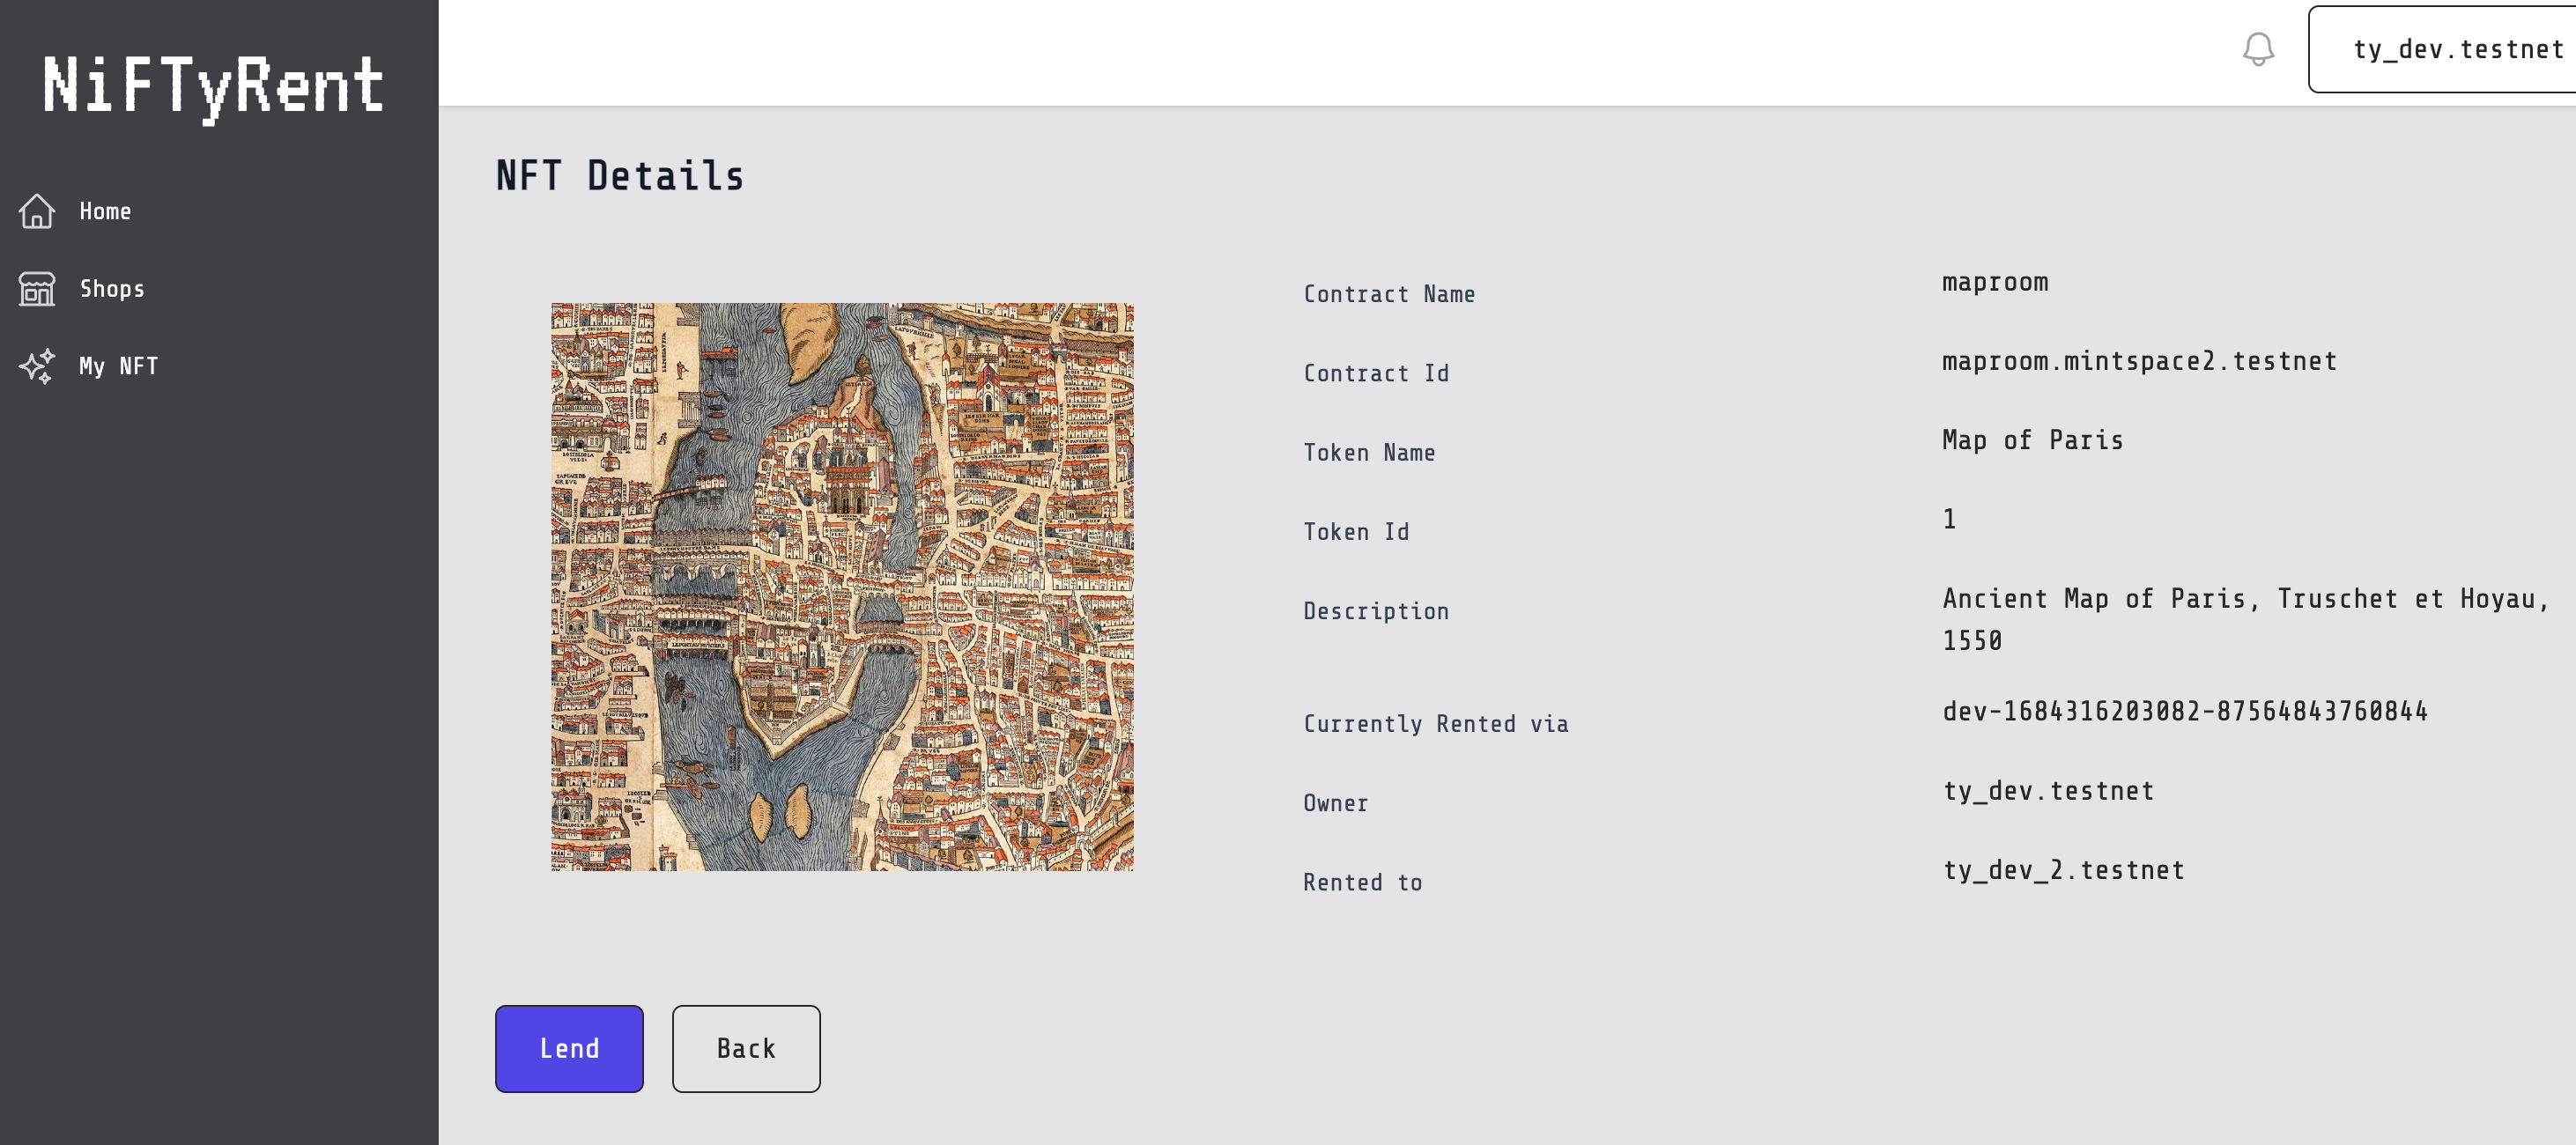 NiFTyRent
ty_dev.testnet
Home
Shops
My NFT
NFT Details
Contract Name
maproom
Contract Id
maproom.mintspace2.testnet
Token Name
Map of Paris
Token Id
1
Description
Ancient Map of Paris, Truschet et Hoyau,
1550
Currently Rented via
dev-1684316203082-87564843760844
Owner
ty_dev.testnet
Rented to
ty_dev_2.testnet
Lend
Back